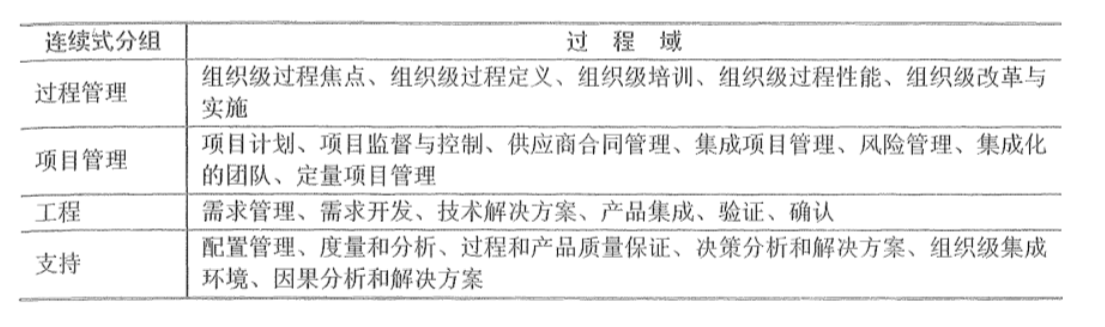 连续式分组 过 程 域
过程管理 组织级过程焦点、组织级过程定义、组织级培训、组织级过程性能、组织级改革与
实施
项目管理 项目计划、项目监督与控制、供应商合同管理、集成项目管理、风险管理、集成化
的团队、定量项目管理
工程 需求管理、需求开发、技术解决方案、产品集成、验证、确认
支持 配置管理、度量和分析、过程和产品质量保证、决策分析和解决方案、组织级集成
环境、因果分析和解决方案